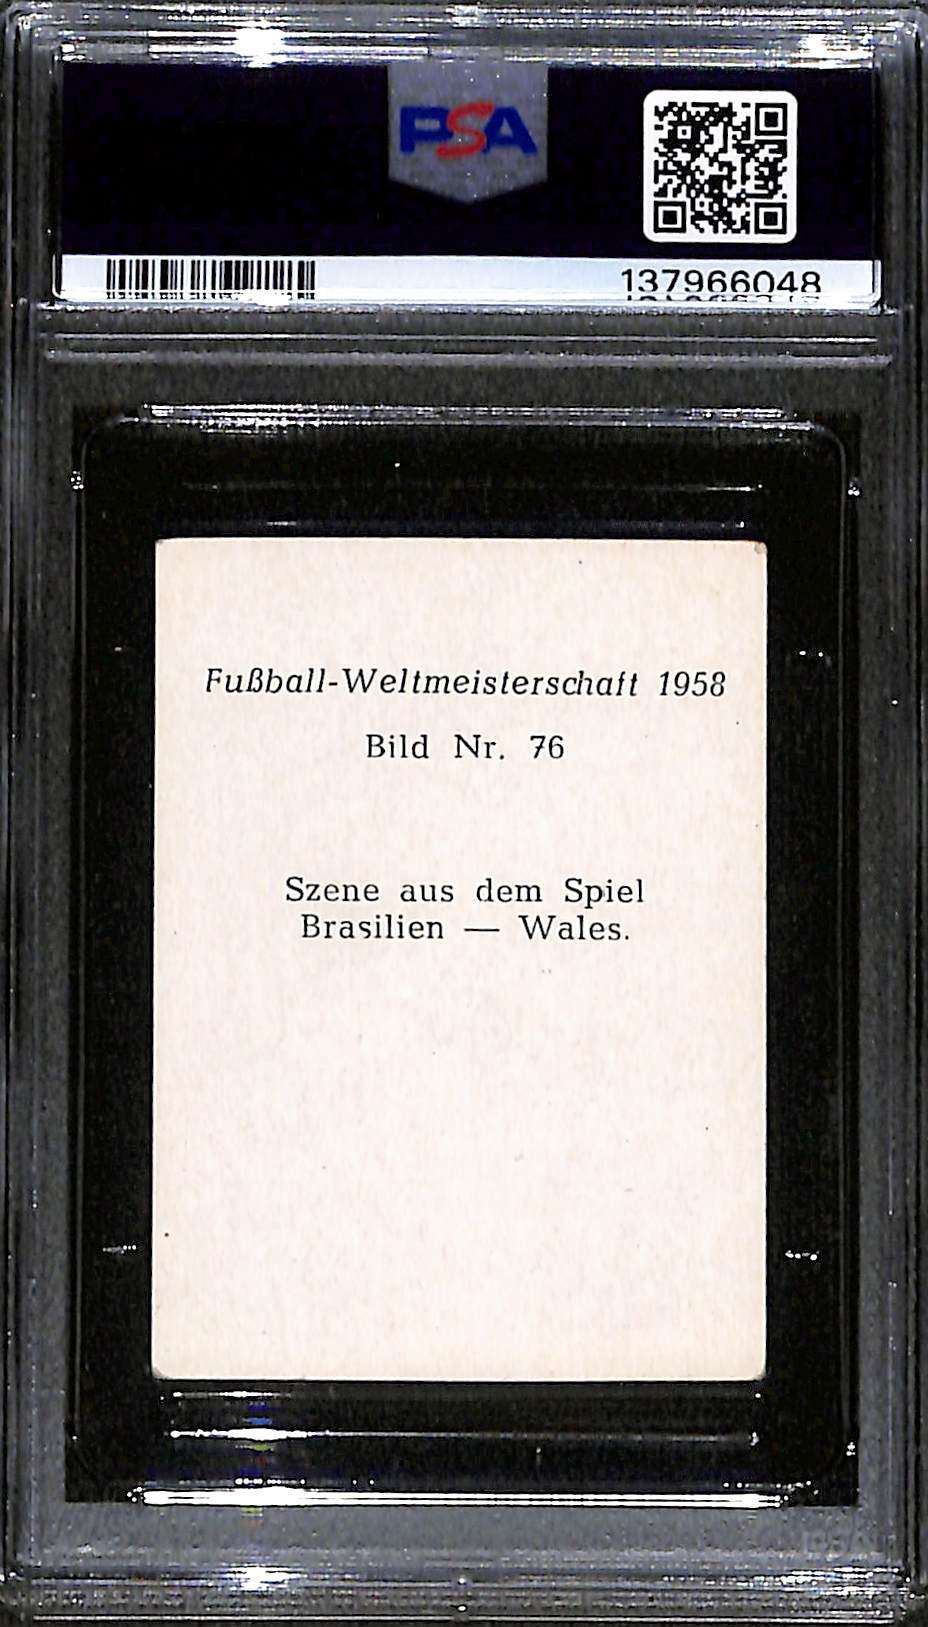 PSA
137966048
Fußball-Weltmeisterschaft 1958
Bild Nr. 76
Szene aus dem Spiel
Brasilien — Wales.